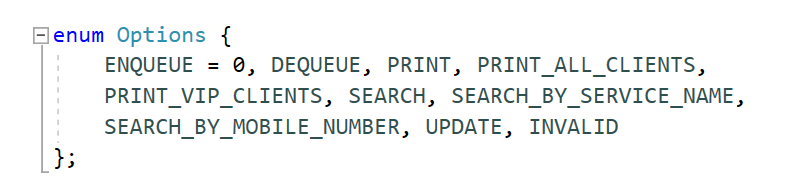 enum Options {
ENQUEUE = 0, DEQUEUE, PRINT, PRINT_ALL_CLIENTS,
PRINT_VIP_CLIENTS, SEARCH, SEARCH_BY_SERVICE_NAME,
SEARCH_BY_MOBILE_NUMBER, UPDATE, INVALID
};